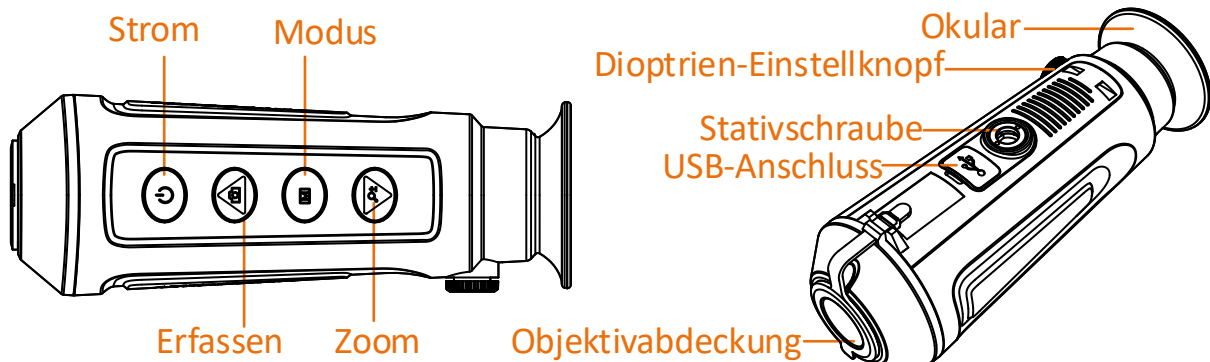 Strom
Modus
Erfassen
Zoom
Okular
Dioptrien-Einstellknopf
Stativschraube
USB-Anschluss
Objektivabdeckung
M